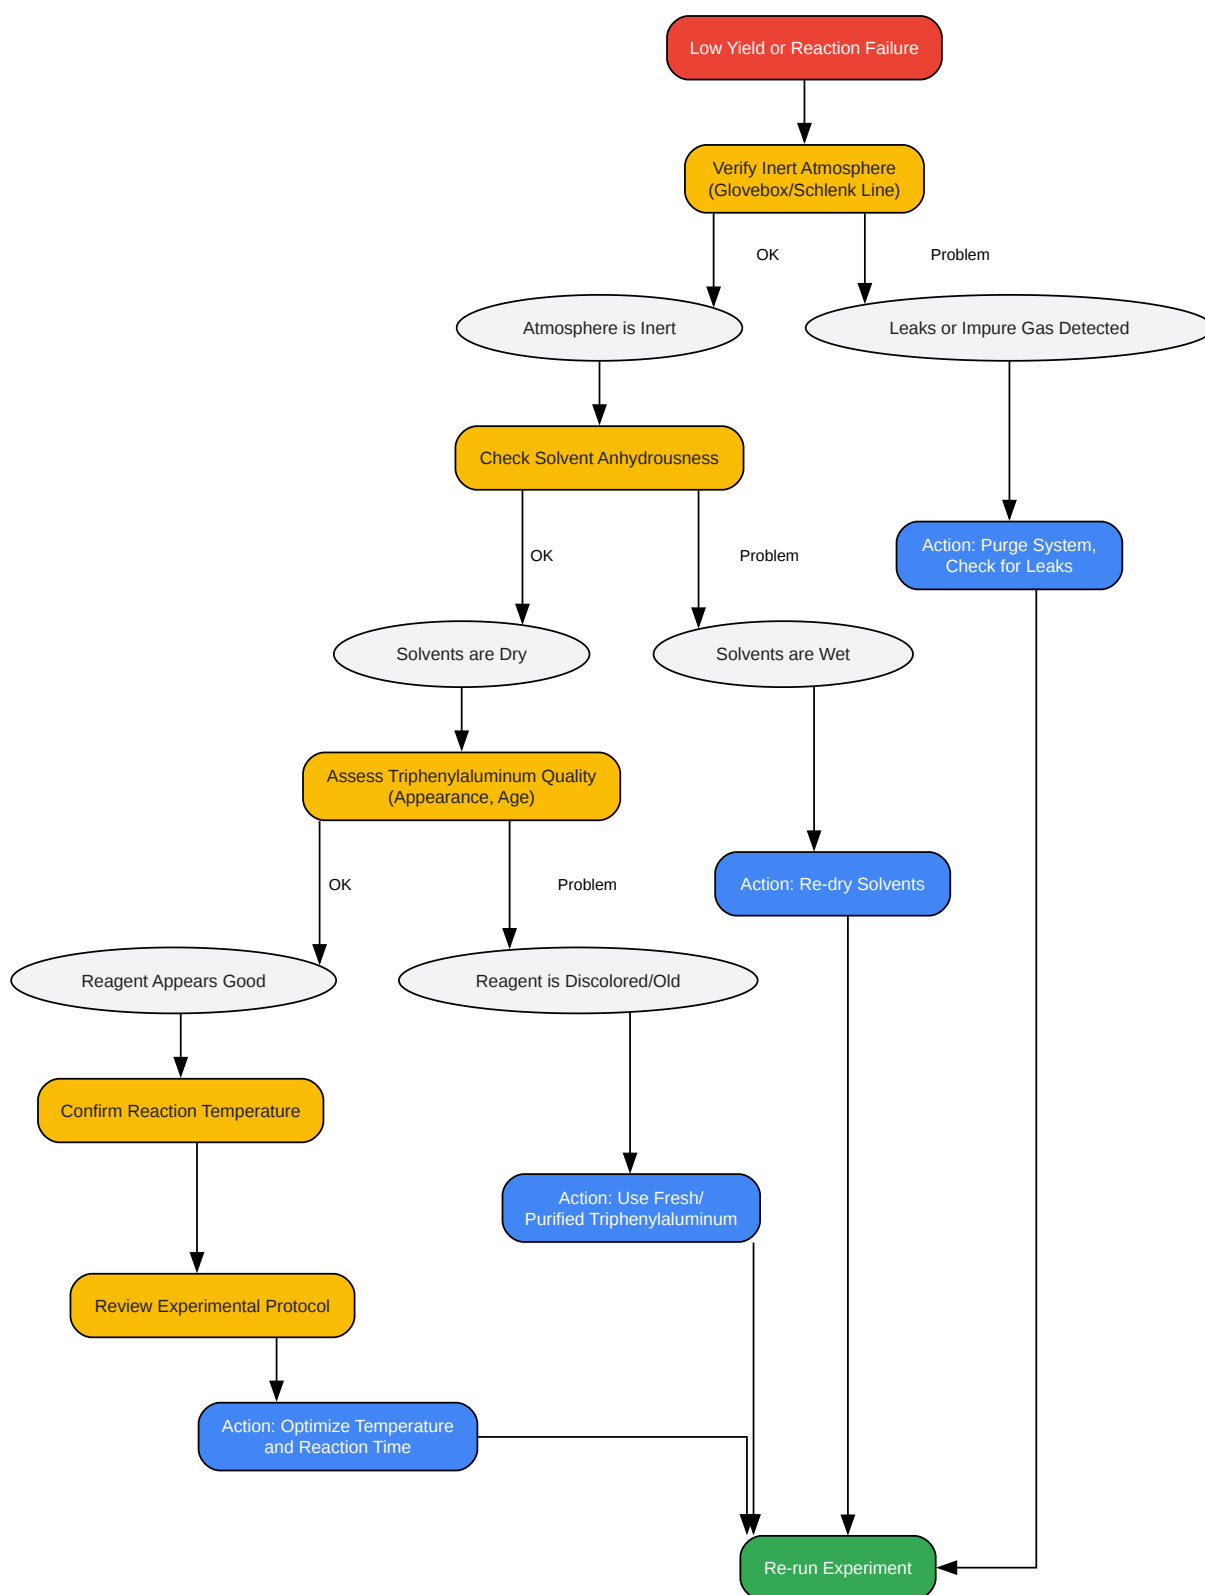 Low Yield or Reaction Failure
Verify Inert Atmosphere
(Glovebox/Schlenk Line)
OK
Problem
Atmosphere is Inert
Leaks or Impure Gas Detected
Check Solvent Anhydrousness
Action: Purge System,
Check for Leaks
OK
Problem
Solvents are Dry
Solvents are Wet
Assess Triphenylaluminum Quality
(Appearance, Age)
Action: Re-dry Solvents
OK
Problem
Reagent Appears Good
Reagent is Discolored/Old
Confirm Reaction Temperature
Action: Use Fresh/
Purified Triphenylaluminum
Review Experimental Protocol
Action: Optimize Temperature
and Reaction Time
Re-run Experiment